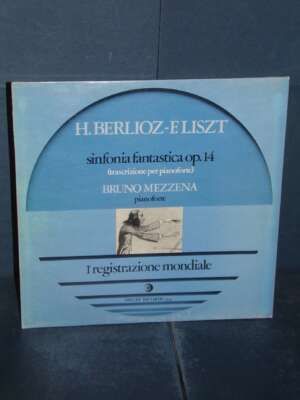 H. BERLIOZ - F. LISZT
sinfonia fantastica op. 14
(trascrizione per pianoforte)
BRUNO MEZZENA
pianoforte
I registrazione mondiale